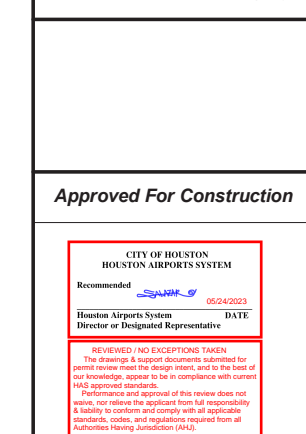 Approved For Construction
CITY OF HOUSTON
HOUSTON AIRPORTS SYSTEM
Recommended
SALAZAR
05/24/2023
Houston Airports System DATE
Director or Designated Representative
REVIEWED / NO EXCEPTIONS TAKEN
The drawings & support documents submitted for
permit review meet the design intent, and to the best of
our knowledge, appear to be in compliance with current
HAS approved standards.
Performance and approval of this review does not
waive, nor relieve the applicant from full responsibility
& liability to conform and comply with all applicable
standards, codes, and regulations required from all
Authorities Having Jurisdiction (AHJ).